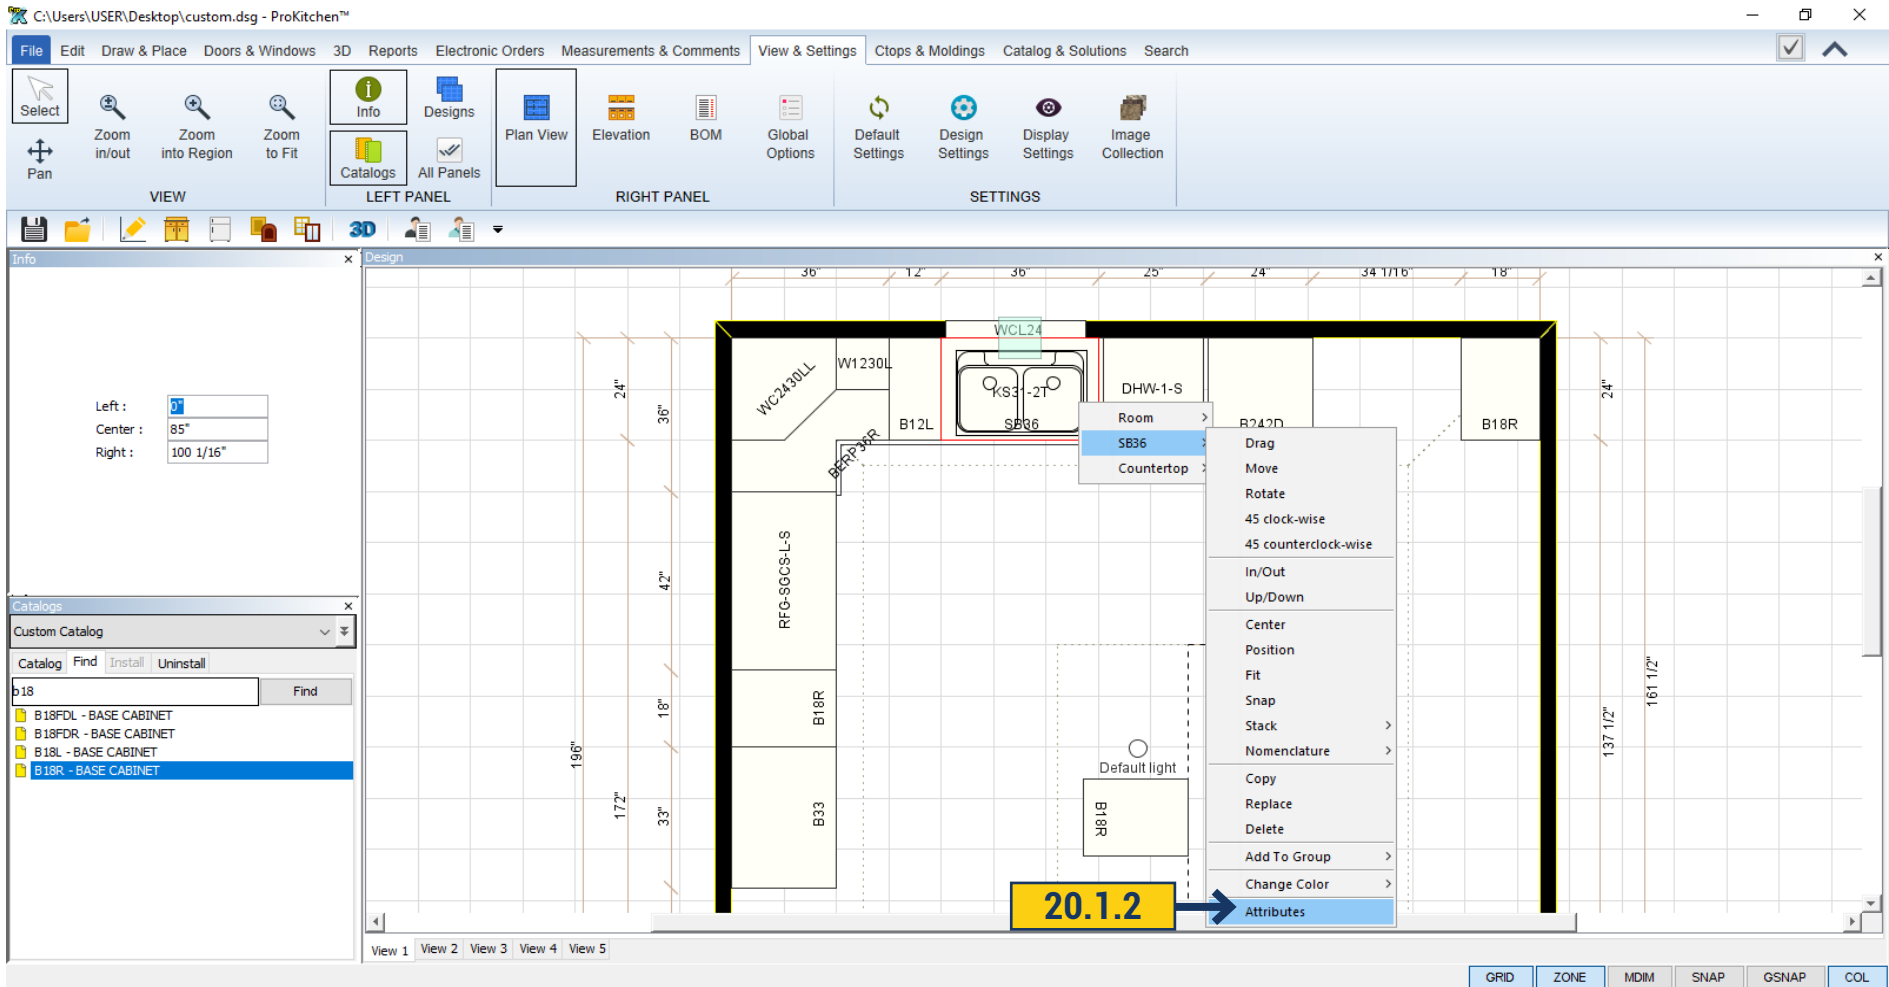 C:\Users\USER\Desktop\custom.dsg - ProKitchen™
File Edit Draw & Place Doors & Windows 3D Reports Electronic Orders Measurements & Comments View & Settings Ctops & Moldings Catalog & Solutions Search
Select
Pan
Zoom
in/out
Zoom
into Region
Zoom
to Fit
VIEW
Info
Designs
Catalogs
All Panels
LEFT PANEL
Plan View
Elevation
BOM
Global
Options
RIGHT PANEL
Default
Settings
Design
Settings
Display
Settings
Image
Collection
SETTINGS
3D
Info
Left :
0"
Center :
85"
Right :
100 1/16"
Catalogs
Custom Catalog
Catalog Find Install Uninstall
b18
Find
B18FDL - BASE CABINET
B18FDR - BASE CABINET
B18L - BASE CABINET
B18R - BASE CABINET
Design
36" 12" 36" 25" 24" 34 1/16" 18"
WCL24
WC2430LL
W1230L
B12L
KS31-2T
SB36
DHW-1-S
B242D
B18R
BERP36R
RFG-SGCS-L-S
B18R
B33
24"
36"
42"
18"
33"
196"
172"
24"
137 1/2"
161 1/2"
Default light
B18R
Room
SB36
Countertop
Drag
Move
Rotate
45 clock-wise
45 counterclock-wise
In/Out
Up/Down
Center
Position
Fit
Snap
Stack
Nomenclature
Copy
Replace
Delete
Add To Group
Change Color
Attributes
20.1.2
View 1 View 2 View 3 View 4 View 5
GRID ZONE MDIM SNAP GSNAP COL